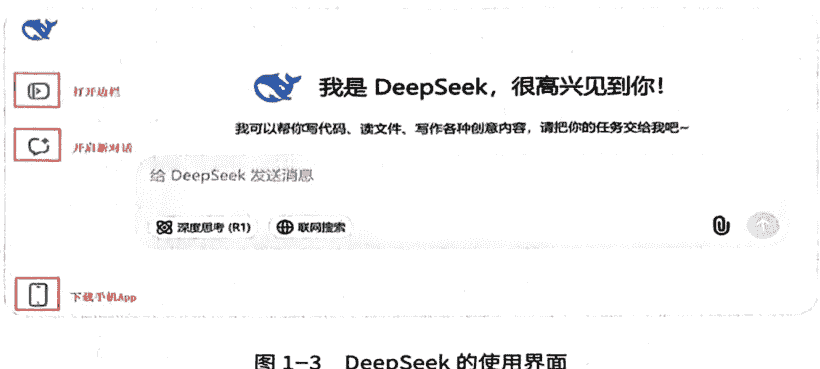 打开边栏
我是 DeepSeek，很高兴见到你！
开启新对话
我可以帮你写代码、读文件、写作各种创意内容，请把你的任务交给我吧~
给 DeepSeek 发送消息
深度思考 (R1) 联网搜索
下载手机App
图 1-3 DeepSeek 的使用界面